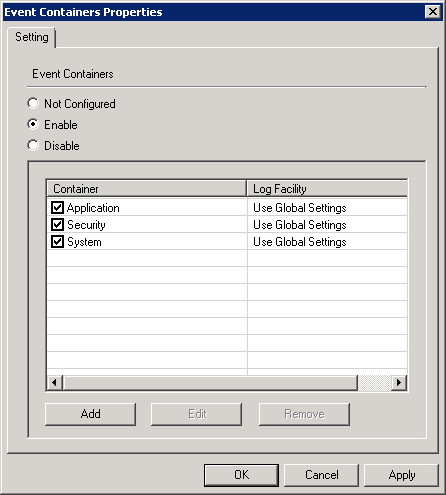 Event Containers Properties
Setting
Event Containers
Not Configured
Enable
Disable
Container Log Facility
Application Use Global Settings
Security Use Global Settings
System Use Global Settings
Add Edit Remove
OK Cancel Apply